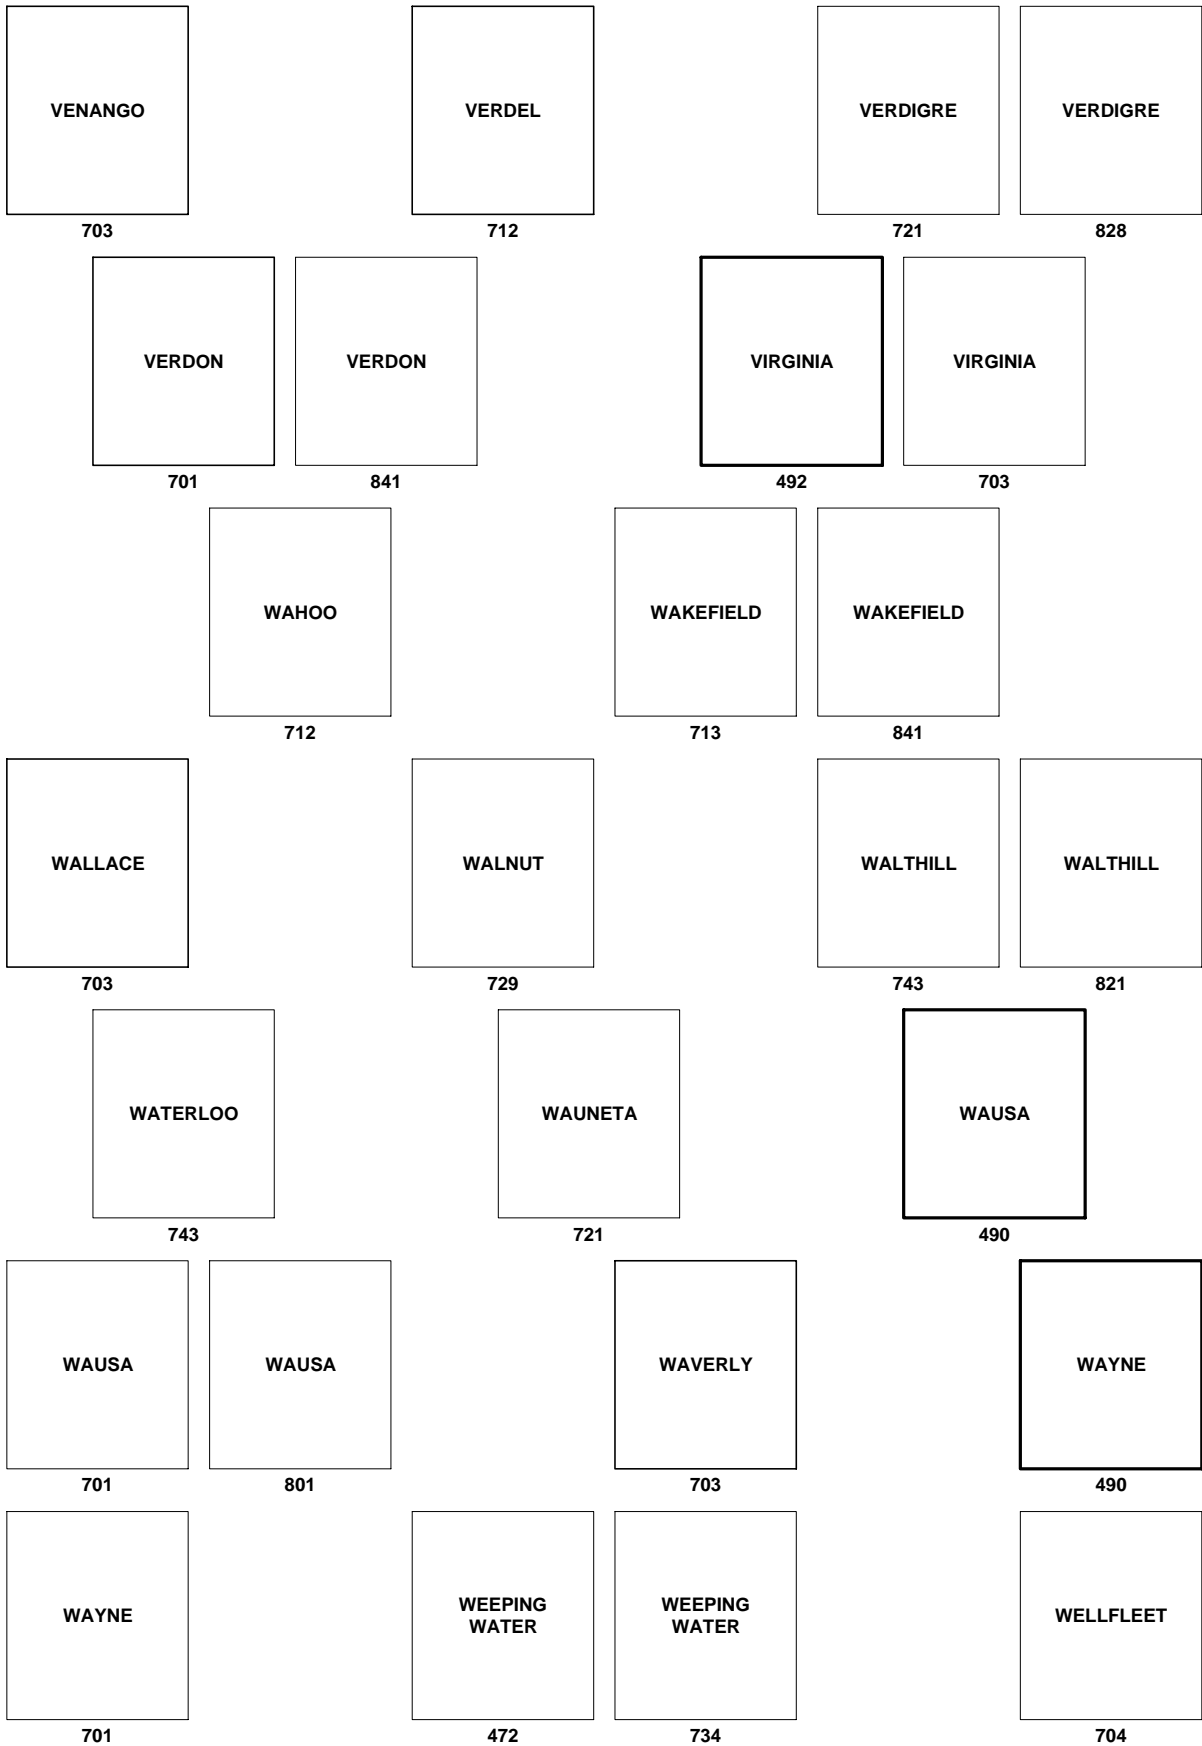 VENANGO
VERDEL
VERDIGRE
VERDIGRE
703
712
721
828
VERDON
VERDON
VIRGINIA
VIRGINIA
701
841
492
703
WAHOO
WAKEFIELD
WAKEFIELD
712
713
841
WALLACE
WALNUT
WALTHILL
WALTHILL
703
729
743
821
WATERLOO
WAUNETA
WAUSA
743
721
490
WAUSA
WAUSA
WAVERLY
WAYNE
701
801
703
490
WAYNE
WEEPING
WATER
WEEPING
WATER
WELLFLEET
701
472
734
704